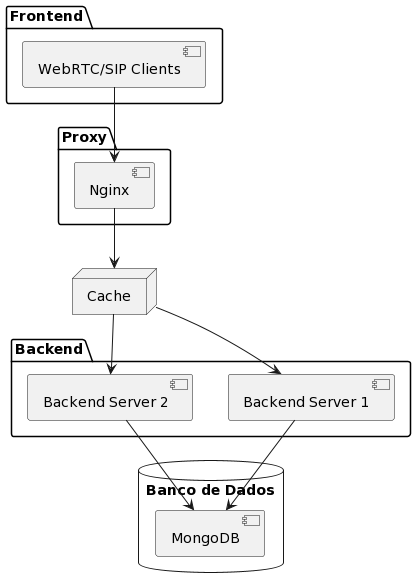 Frontend
WebRTC/SIP Clients
Proxy
Nginx
Cache
Backend
Backend Server 2
Backend Server 1
Banco de Dados
MongoDB